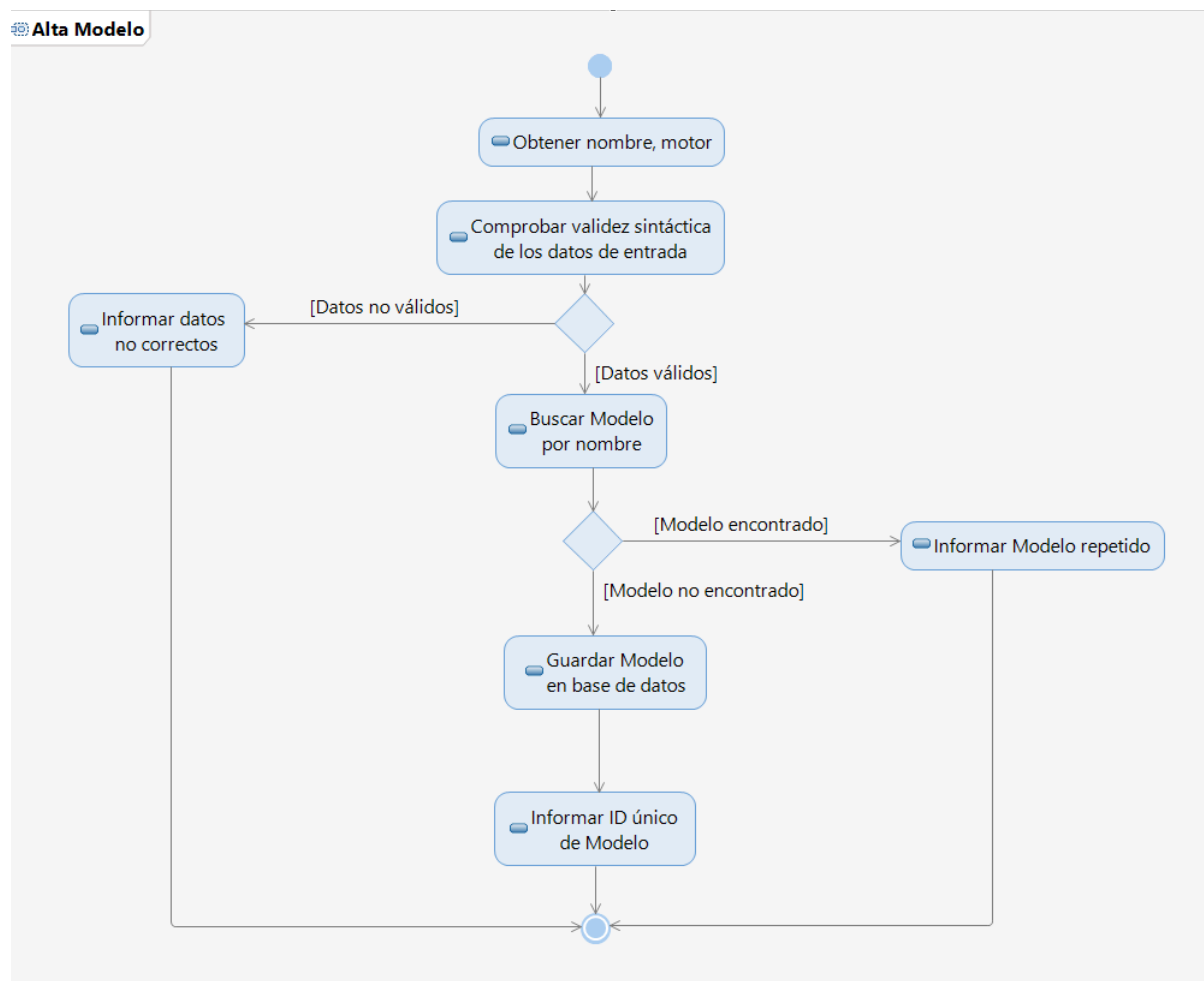 Alta Modelo
Obtener nombre, motor
Comprobar validez sintáctica
de los datos de entrada
[Datos no válidos]
Informar datos
no correctos
[Datos válidos]
Buscar Modelo
por nombre
[Modelo encontrado]
Informar Modelo repetido
[Modelo no encontrado]
Guardar Modelo
en base de datos
Informar ID único
de Modelo